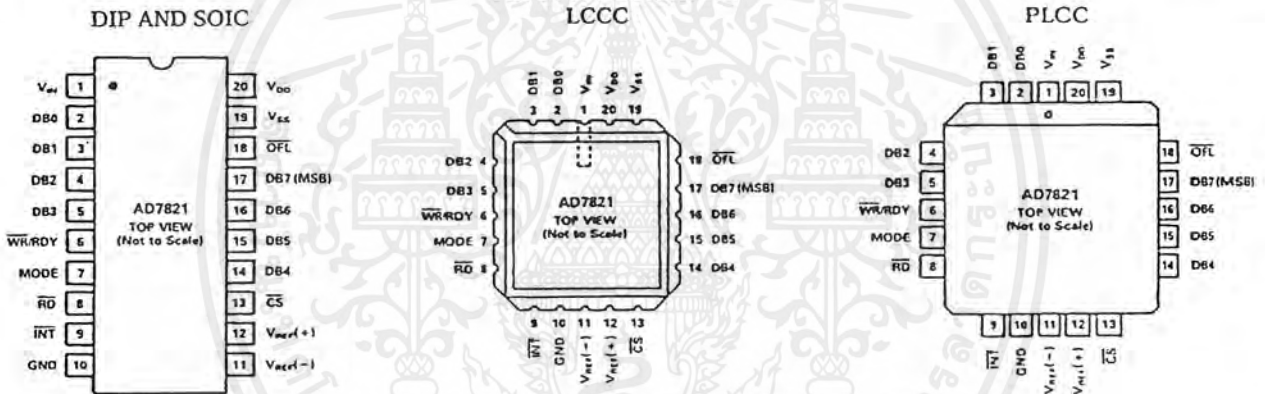 DIP AND SOIC
VIN 1
DB0 2
DB1 3
DB2 4
DB3 5
WR/RDY 6
MODE 7
RD 8
INT 9
GND 10
20 VDD
19 VSS
18 OFL
17 DB7(MSB)
16 DB6
15 DB5
14 DB4
13 CS
12 VREF(+)
11 VREF(−)
AD7821
TOP VIEW
(Not to Scale)
LCCC
DB1 DB0 VIN VDD VSS
3 2 1 20 19
DB2 4
DB3 5
WR/RDY 6
MODE 7
RD 8
18 OFL
17 DB7(MSB)
16 DB6
15 DB5
14 DB4
AD7821
TOP VIEW
(Not to Scale)
9 10 11 12 13
INT GND VREF(−) VREF(+) CS
PLCC
DB1 DB0 VIN VDD VSS
3 2 1 20 19
DB2 4
DB3 5
WR/RDY 6
MODE 7
RD 8
18 OFL
17 DB7(MSB)
16 DB6
15 DB5
14 DB4
AD7821
TOP VIEW
(Not to Scale)
9 10 11 12 13
INT GND VREF(−) VREF(+) CS